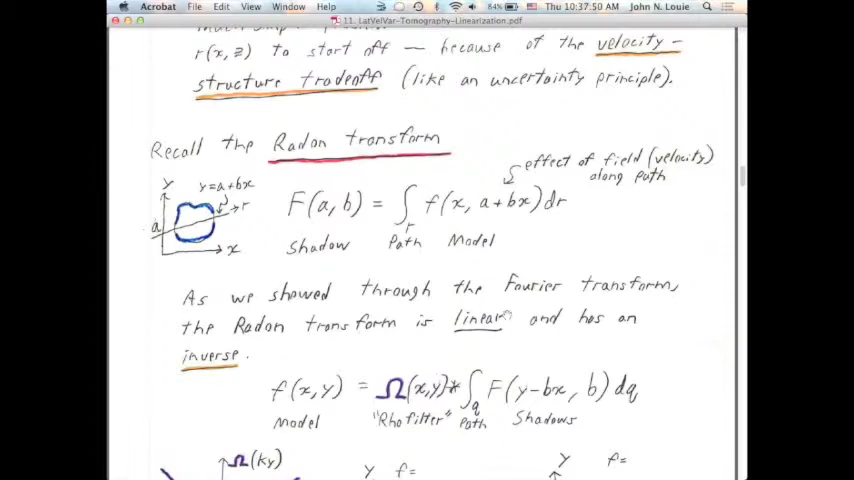 Acrobat File Edit View Window Help 84% Thu 10:37:50 AM John N. Louie
11. LatVelVar-Tomography-Linearization.pdf
r(x,z) to start off — because of the velocity-
structure tradeoff (like an uncertainty principle).
Recall the Radon transform
effect of field (velocity)
along path
y y=a+bx
r
a
x
F(a,b) = ∫r f(x, a+bx) dr
Shadow Path Model
As we showed through the Fourier transform,
the Radon transform is linear and has an
inverse.
f(x,y) = Ω(x,y)* ∫q F(y-bx, b) dq
Model "Rho filter" Path Shadows
Ω(ky) y f= y f=